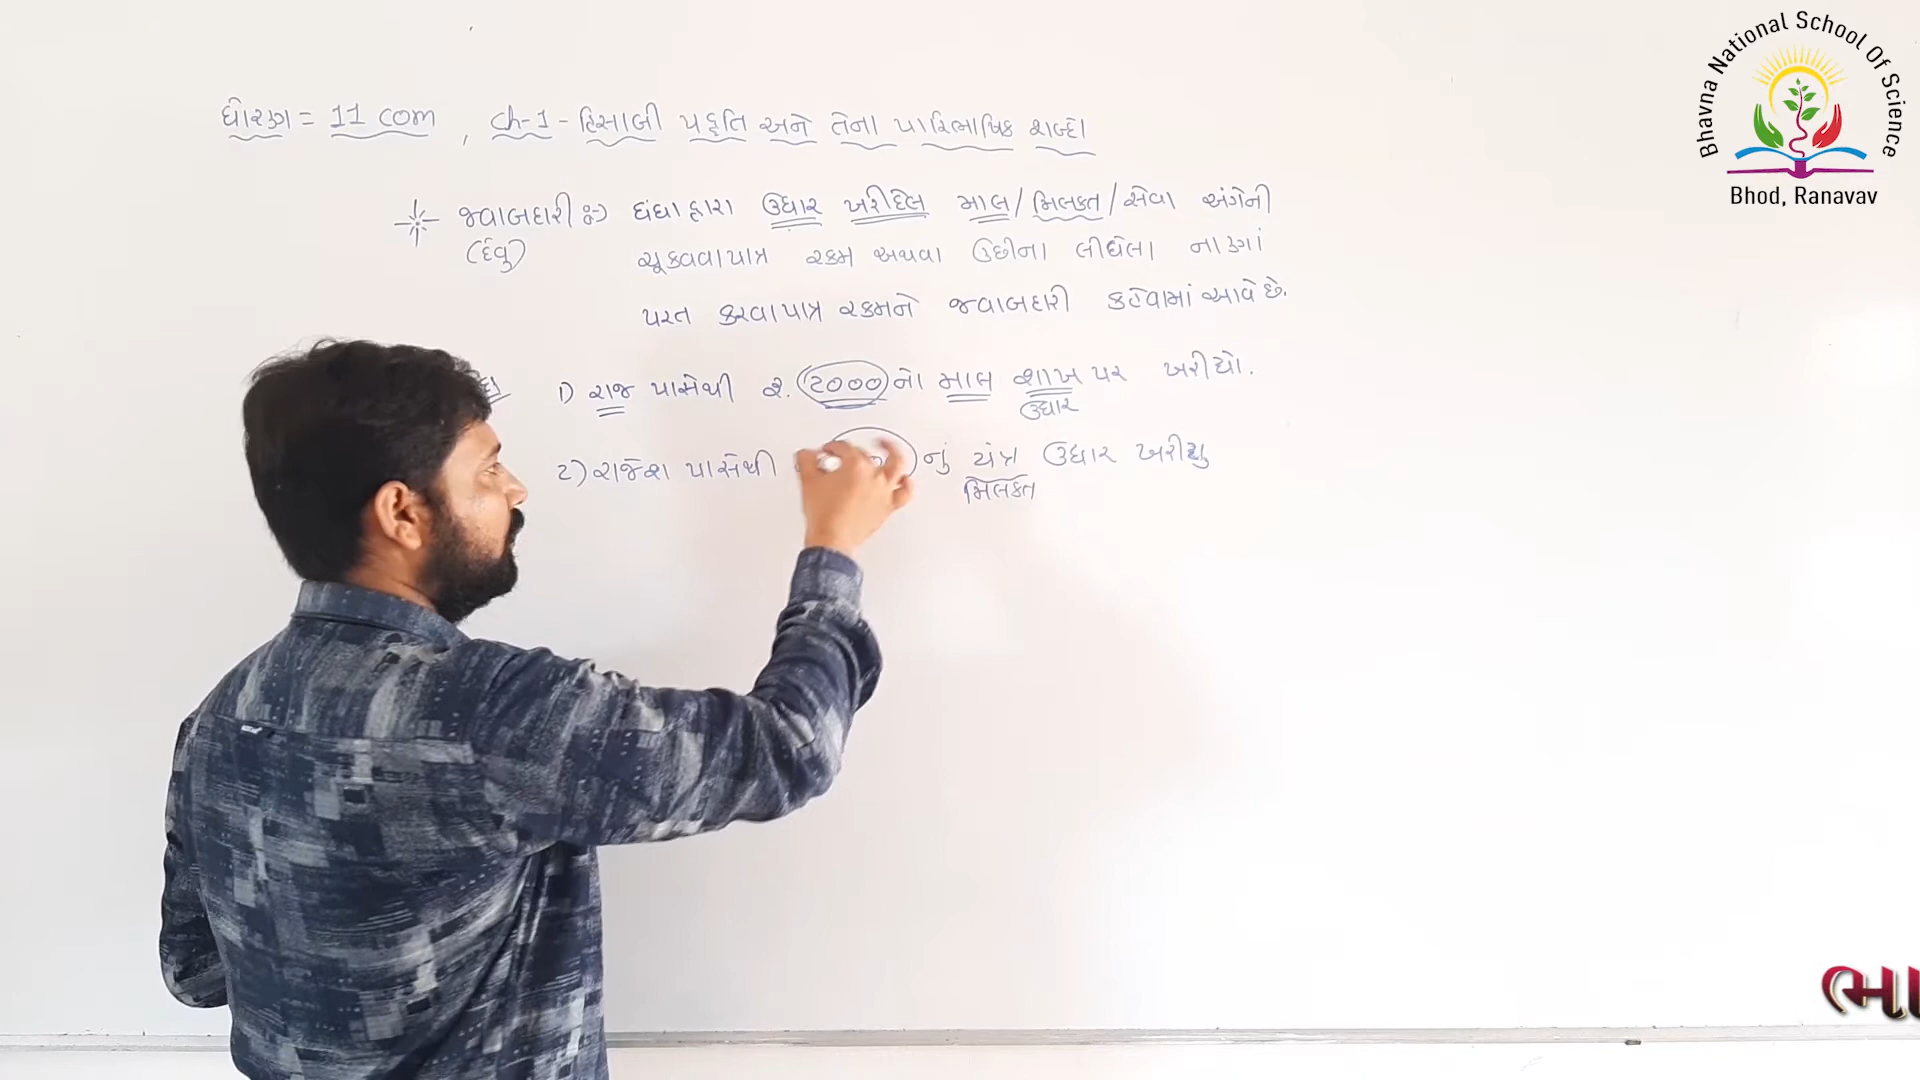 Bhavna National School Of Science
Bhod, Ranavav
ધોરણ = 11 com , ch-1 - હિસાબી પદ્ધતિ અને તેના પારિભાષિક શબ્દો
જવાબદારી :-) ધંધા દ્વારા ઉધાર ખરીદેલ માલ/મિલકત/સેવા અંગેની
(દેવુ)
ચૂકવવાપાત્ર રકમ અથવા ઉછીના લીધેલા નાણાં
પરત કરવાપાત્ર રકમને જવાબદારી કહેવામાં આવે છે.
1) રાજ પાસેથી રૂ. 2000 નો માલ શાખ પર ખરીદ્યો.
ઉધાર
2) રાજેશ પાસેથી નું યંત્ર ઉધાર ખરીદ્યુ
મિલકત
ભા